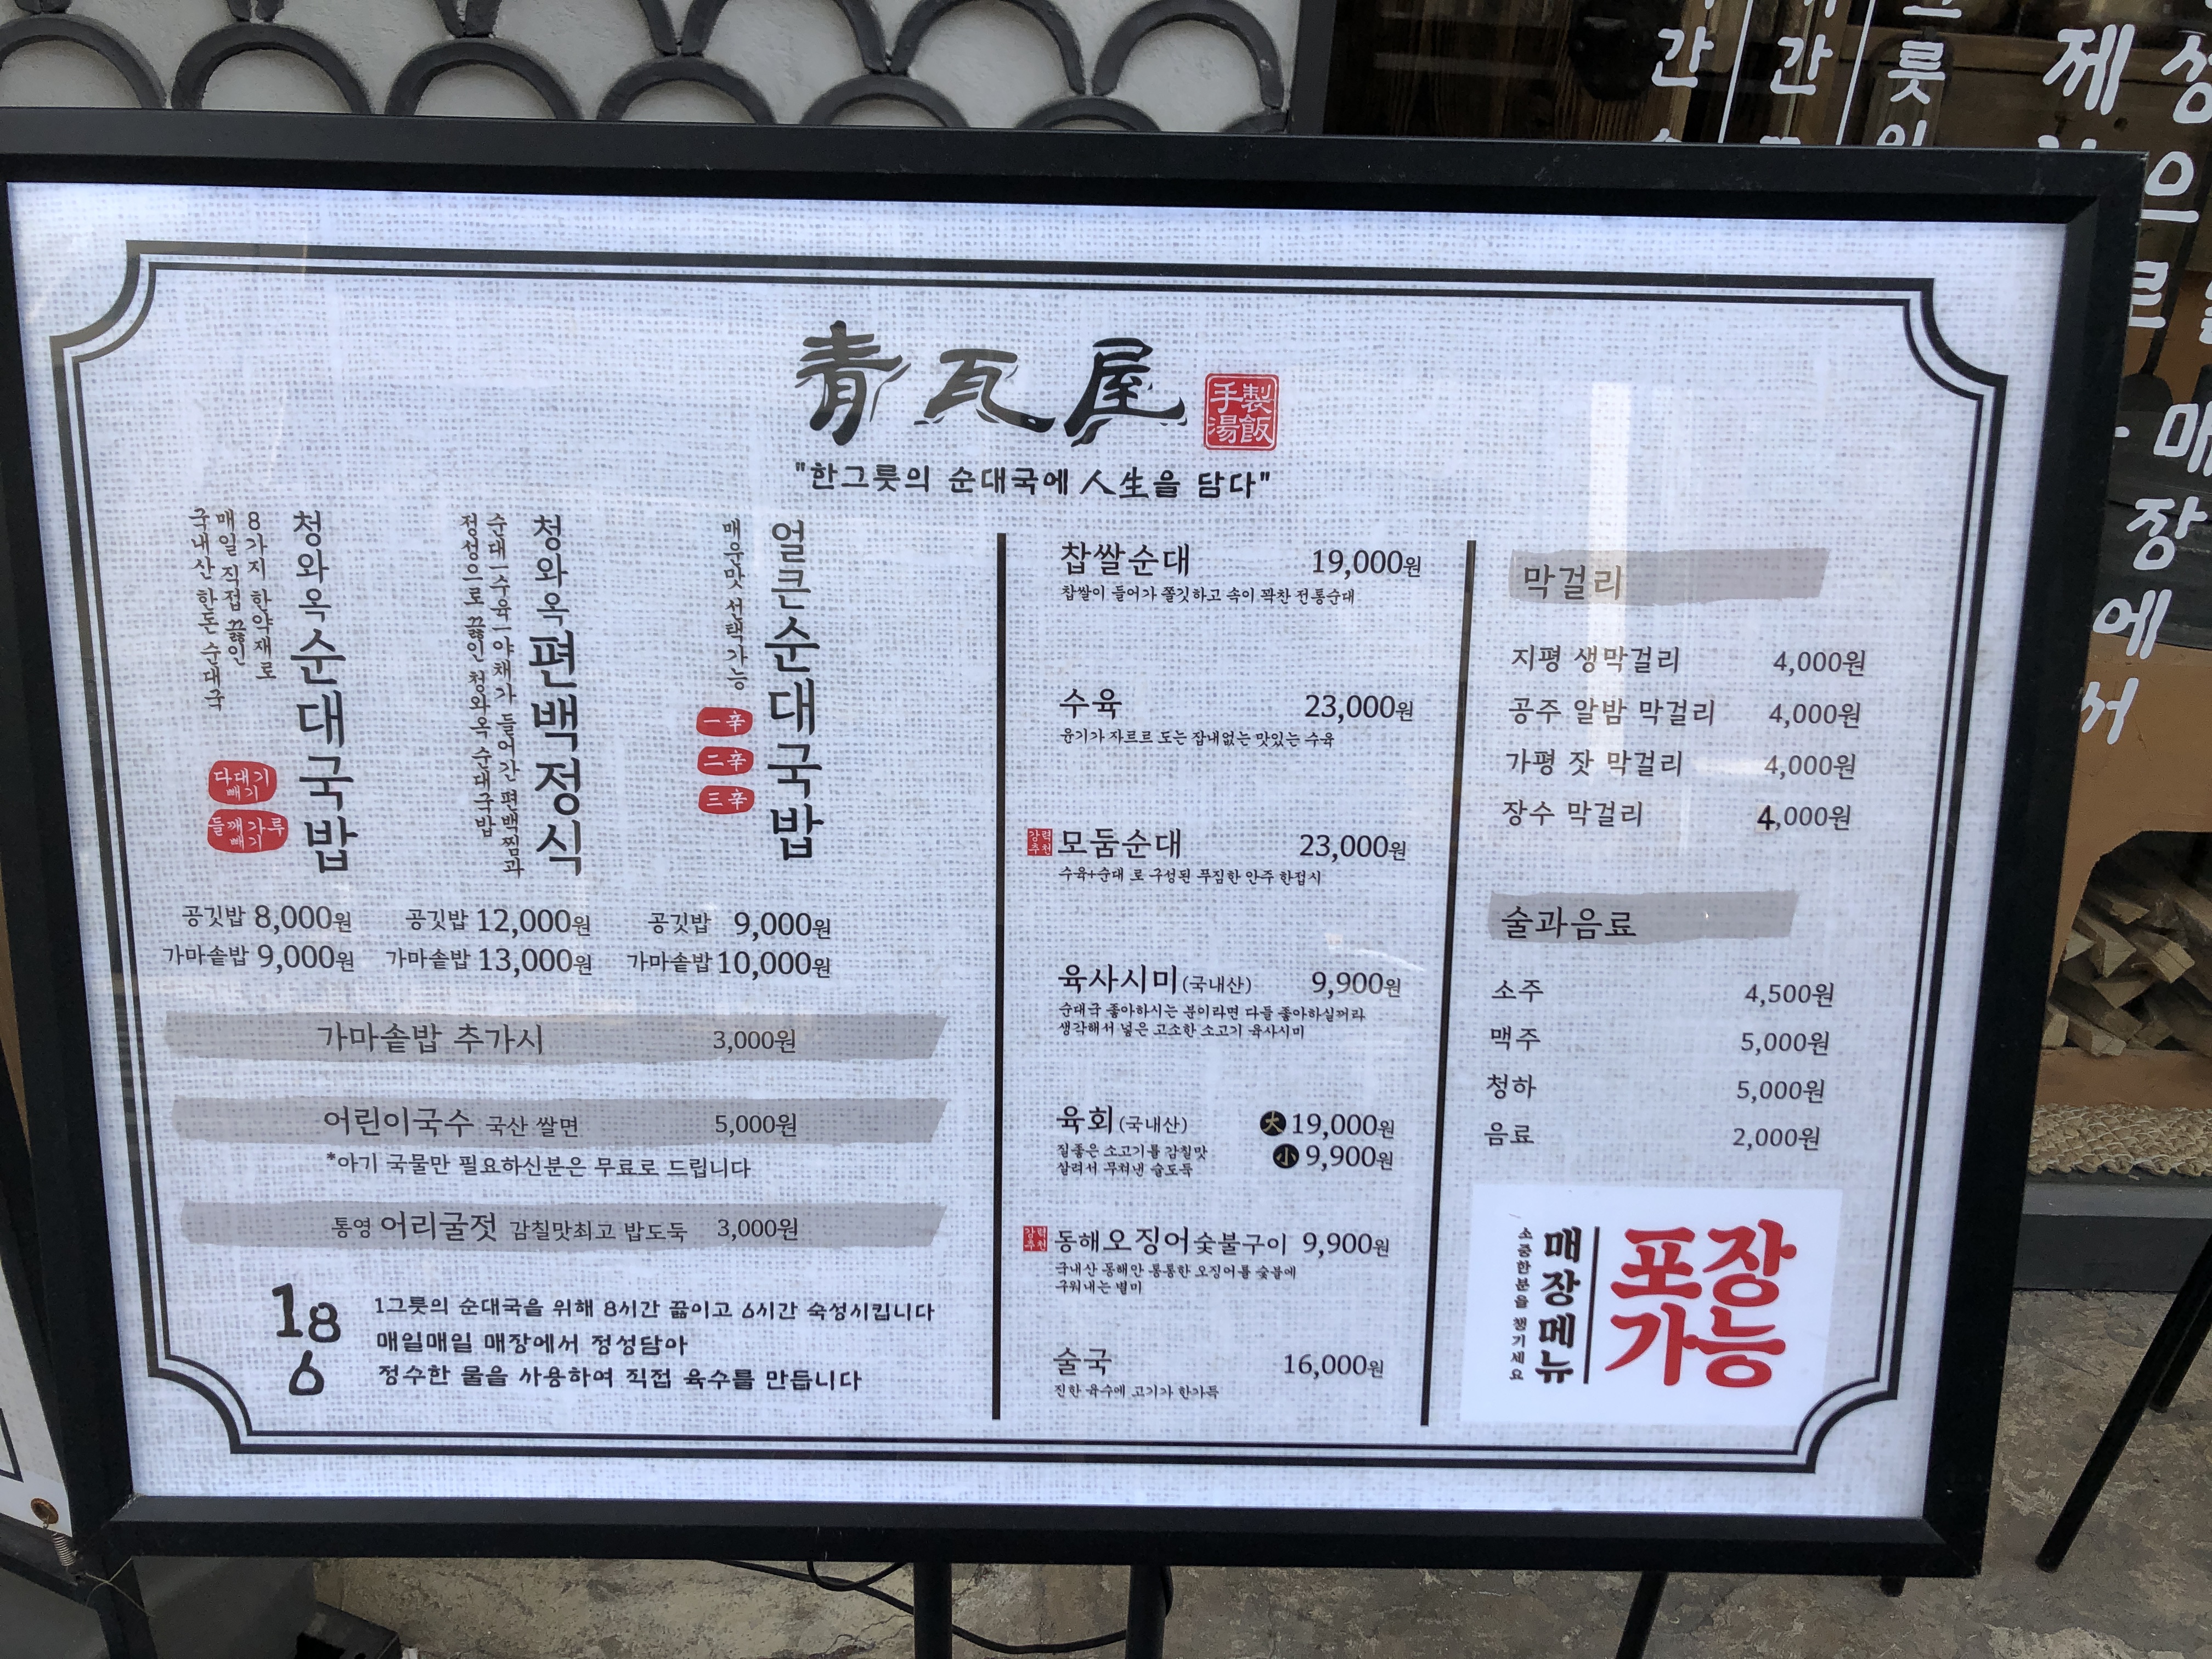 青瓦屋
手製
湯飯
"한그릇의 순대국에 人生을 담다"
청와옥순대국밥
8가지 한약재로
매일 직접 끓인
국내산 한돈 순대국
다대기
빼기
들깨가루
빼기
공깃밥 8,000원
가마솥밥 9,000원
청와옥편백정식
순대-수육-야채가 들어간 편백찜과
정성으로 끓인 청와옥 순대국밥
공깃밥 12,000원
가마솥밥 13,000원
얼큰순대국밥
매운맛 선택가능
一辛
二辛
三辛
공깃밥 9,000원
가마솥밥 10,000원
가마솥밥 추가시 3,000원
어린이국수 국산 쌀면 5,000원
*아기 국물만 필요하신분은 무료로 드립니다
통영 어리굴젓 감칠맛최고 밥도둑 3,000원
18
6
1그릇의 순대국을 위해 8시간 끓이고 6시간 숙성시킵니다
매일매일 매장에서 정성담아
정수한 물을 사용하여 직접 육수를 만듭니다
찹쌀순대 19,000원
찹쌀이 들어가 쫄깃하고 속이 꽉찬 전통순대
수육 23,000원
윤기가 자르르 도는 잡내없는 맛있는 수육
강력
추천
모둠순대 23,000원
수육+순대 로 구성된 푸짐한 안주 한접시
육사시미(국내산) 9,900원
순대국 좋아하시는 분이라면 다들 좋아하실꺼라
생각해서 넣은 고소한 소고기 육사시미
육회(국내산) 大 19,000원
小 9,900원
질좋은 소고기를 감칠맛
살려서 무쳐낸 술도둑
강력
추천
동해오징어숯불구이 9,900원
국내산 동해안 통통한 오징어를 숯불에
구워내는 별미
술국 16,000원
진한 육수에 고기가 한가득
막걸리
지평 생막걸리 4,000원
공주 알밤 막걸리 4,000원
가평 잣 막걸리 4,000원
장수 막걸리 4,000원
술과음료
소주 4,500원
맥주 5,000원
청하 5,000원
음료 2,000원
소중한분을 챙기세요
매장메뉴
포장
가능
간
간
릇
제
으
르
매
장
에
서